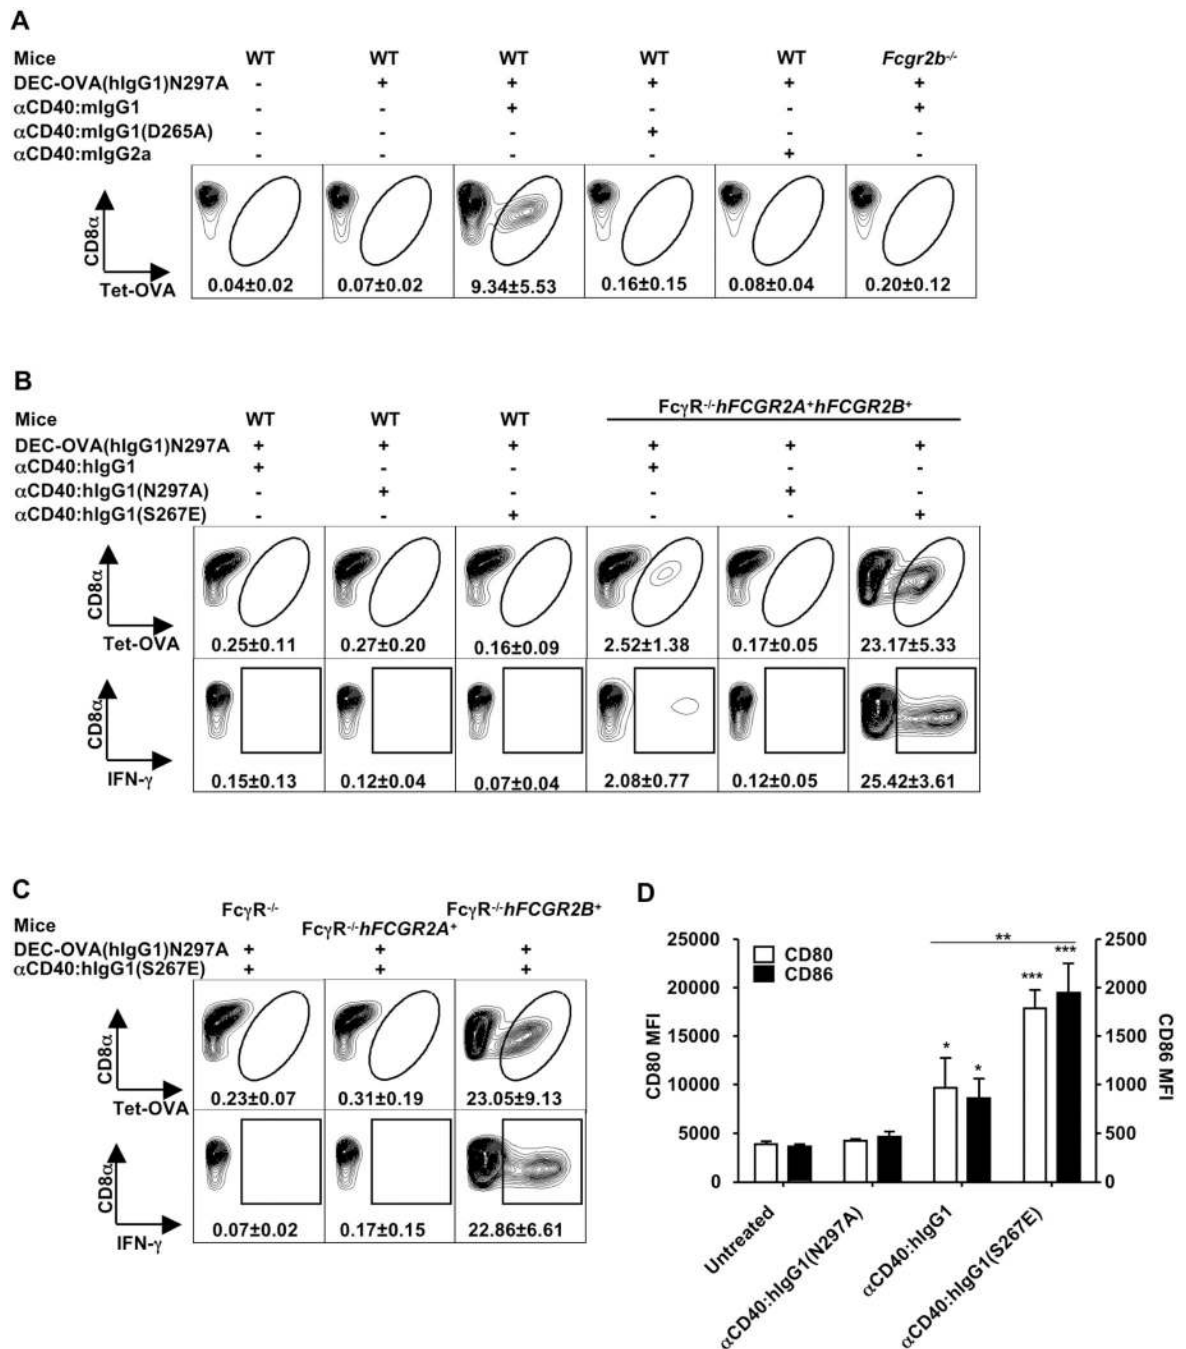 A
Mice WT WT WT WT WT Fcgr2b-/-
DEC-OVA(hIgG1)N297A - + + + + +
αCD40:mIgG1 - - + - - +
αCD40:mIgG1(D265A) - - - + - -
αCD40:mIgG2a - - - - + -
CD8α
0.04±0.02 0.07±0.02 9.34±5.53 0.16±0.15 0.08±0.04 0.20±0.12
Tet-OVA
B
FcγR-/-hFCGR2A+hFCGR2B+
Mice WT WT WT
DEC-OVA(hIgG1)N297A + + + + + +
αCD40:hIgG1 + - - + - -
αCD40:hIgG1(N297A) - + - - + -
αCD40:hIgG1(S267E) - - + - - +
CD8α
Tet-OVA
0.25±0.11 0.27±0.20 0.16±0.09 2.52±1.38 0.17±0.05 23.17±5.33
CD8α
IFN-γ
0.15±0.13 0.12±0.04 0.07±0.04 2.08±0.77 0.12±0.05 25.42±3.61
C
FcγR-/- FcγR-/-hFCGR2B+
Mice FcγR-/-hFCGR2A+
DEC-OVA(hIgG1)N297A + + +
αCD40:hIgG1(S267E) + + +
CD8α
0.23±0.07 0.31±0.19 23.05±9.13
Tet-OVA
CD8α
0.07±0.02 0.17±0.15 22.86±6.61
IFN-γ
D
CD80 MFI
25000
20000
15000
10000
5000
0
CD80
CD86
**
***
***
*
*
2500
2000
1500
1000
500
0
CD86 MFI
Untreated
αCD40:hIgG1(N297A)
αCD40:hIgG1
αCD40:hIgG1(S267E)